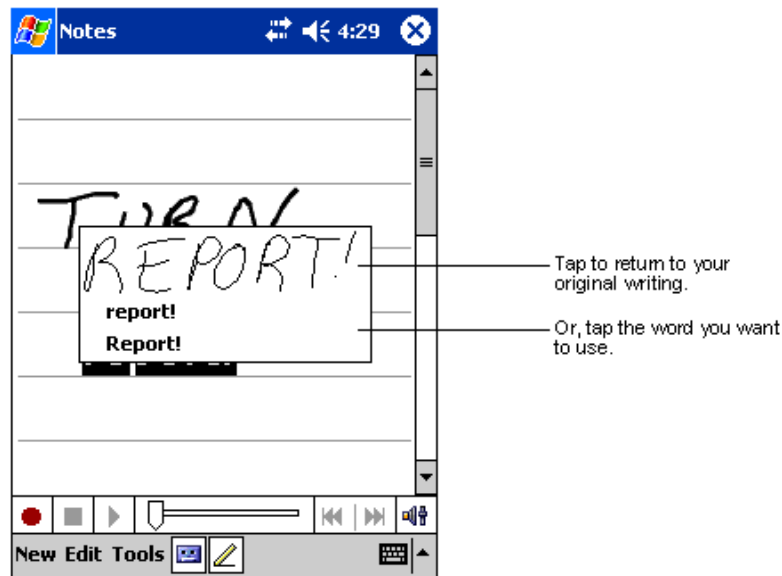 Notes 4:29
TURN
REPORT!
report!
Report!
Tap to return to your
original writing.
Or, tap the word you want
to use.
New Edit Tools